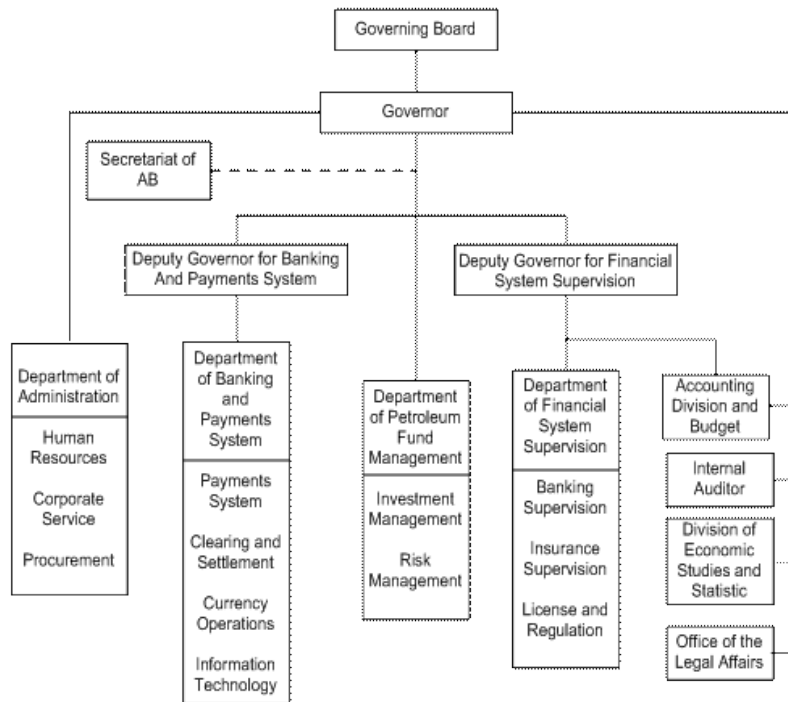 Governing Board
Governor
Secretariat of
AB
Deputy Governor for Banking
And Payments System
Deputy Governor for Financial
System Supervision
Department of
Administration
Human
Resources
Corporate
Service
Procurement
Department
of Banking
and
Payments
System
Payments
System
Clearing and
Settlement
Currency
Operations
Information
Technology
Department
of Petroleum
Fund
Management
Investment
Management
Risk
Management
Department
of Financial
System
Supervision
Banking
Supervision
Insurance
Supervision
License and
Regulation
Accounting
Division and
Budget
Internal
Auditor
Division of
Economic
Studies and
Statistic
Office of the
Legal Affairs